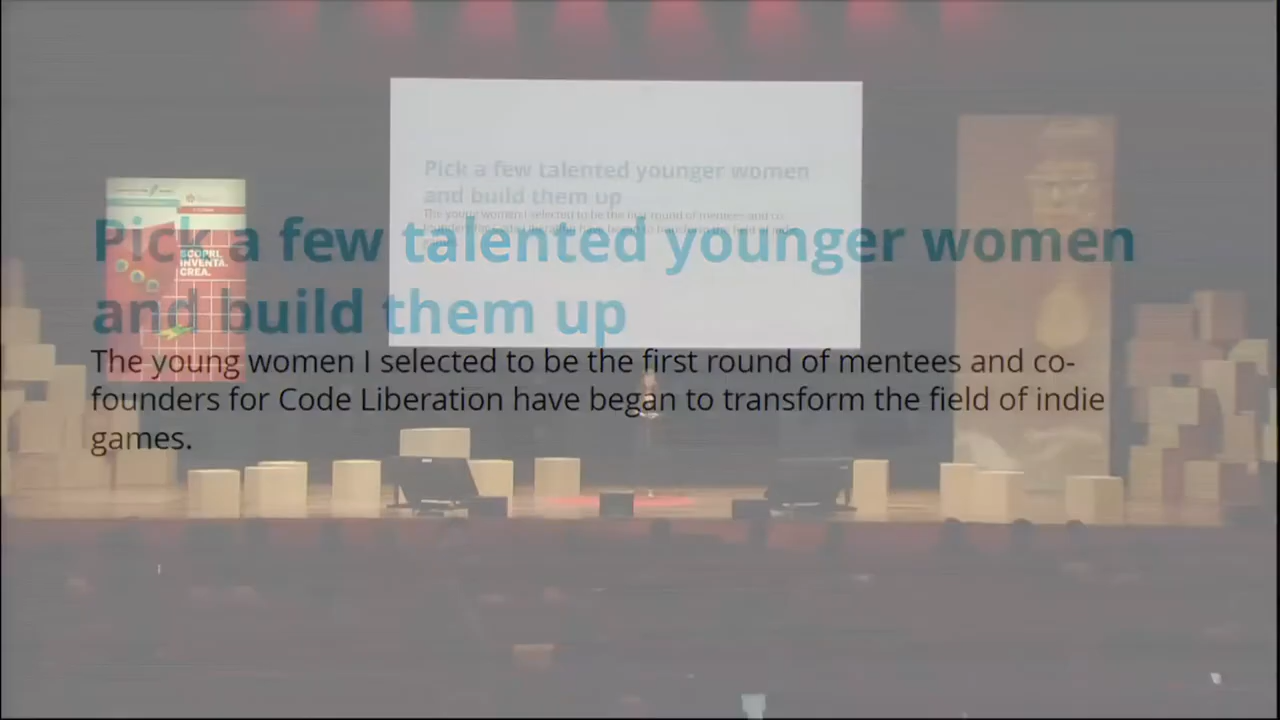 Pick a few talented younger women
and build them up
Pick a few talented younger women
and build them up
The young women I selected to be the first round of mentees and co-
founders for Code Liberation have began to transform the field of indie
games.
SCOPRI.
INVENTA.
CREA.